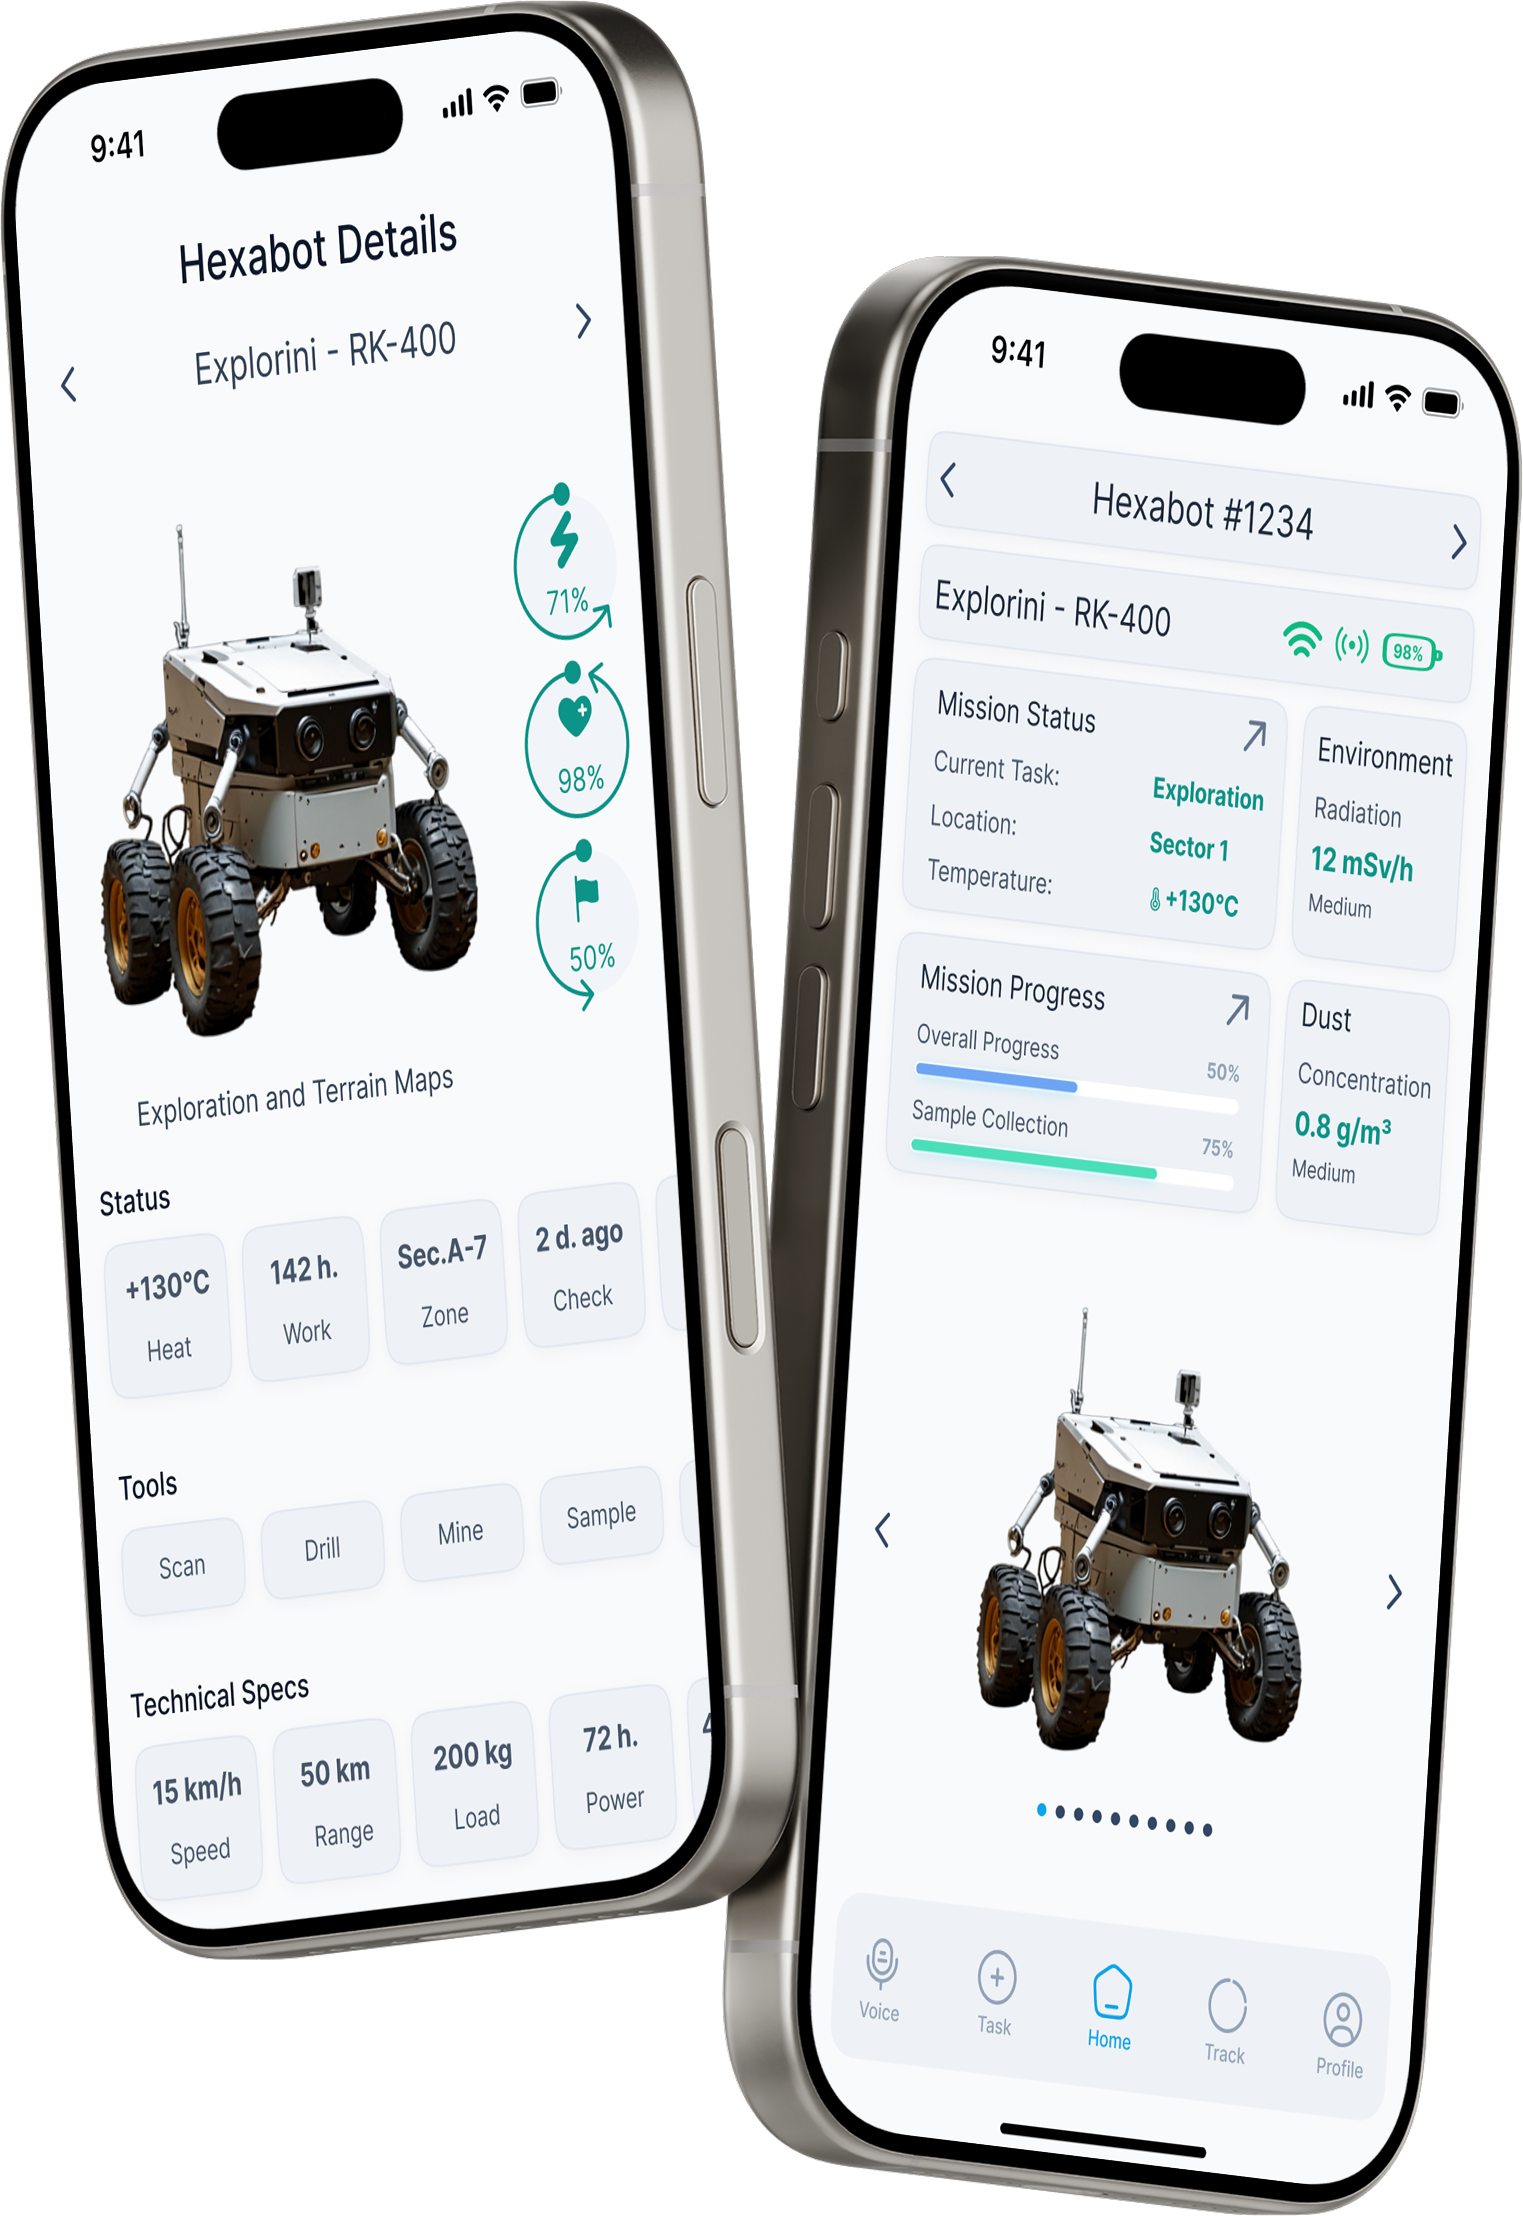 9:41
Hexabot Details
Explorini - RK-400
71%
98%
50%
Exploration and Terrain Maps
Status
+130°C
Heat
142 h.
Work
Sec.A-7
Zone
2 d. ago
Check
Tools
Scan
Drill
Mine
Sample
Technical Specs
15 km/h
Speed
50 km
Range
200 kg
Load
72 h.
Power
4
9:41
Hexabot #1234
Explorini - RK-400
98%
Mission Status
Current Task: Exploration
Location: Sector 1
Temperature: +130°C
Environment
Radiation
12 mSv/h
Medium
Mission Progress
Overall Progress 50%
Sample Collection 75%
Dust
Concentration
0.8 g/m³
Medium
Voice
Task
Home
Track
Profile